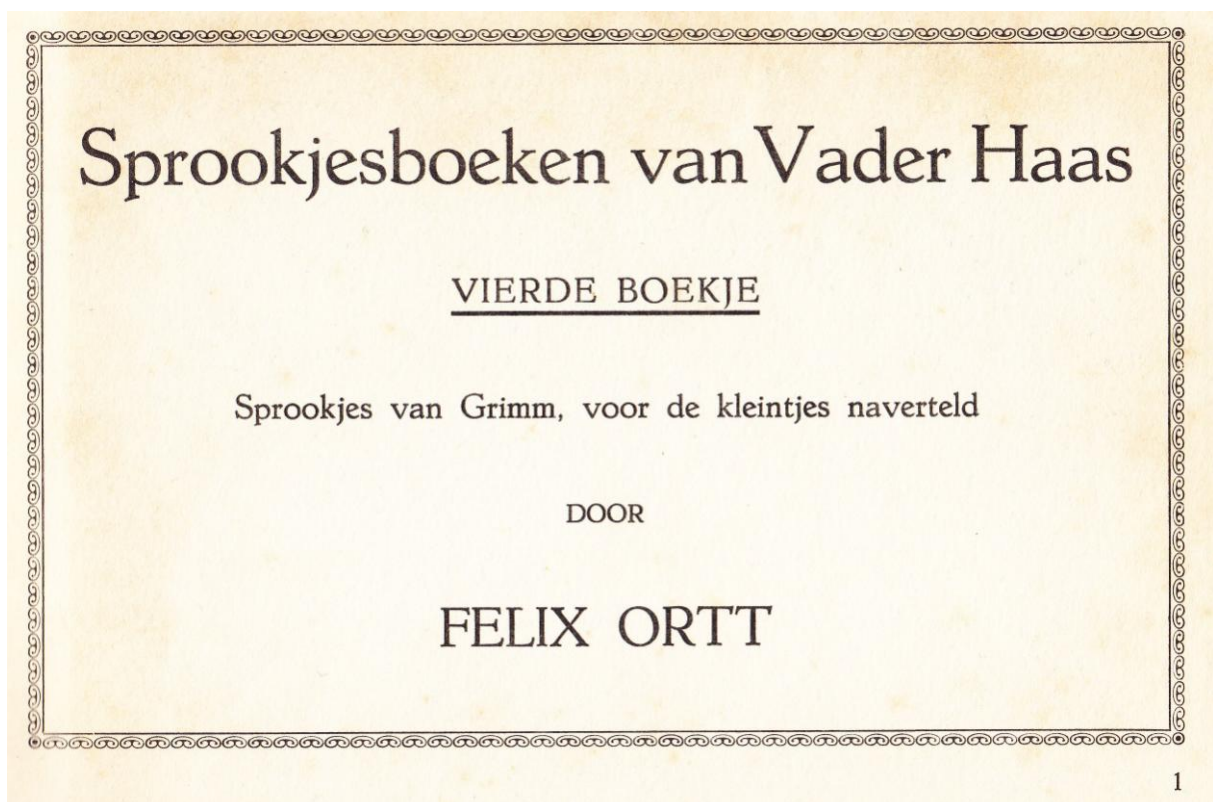 Sprookjesboeken van Vader Haas
VIERDE BOEKJE
Sprookjes van Grimm, voor de kleintjes naverteld
DOOR
FELIX ORTT
1